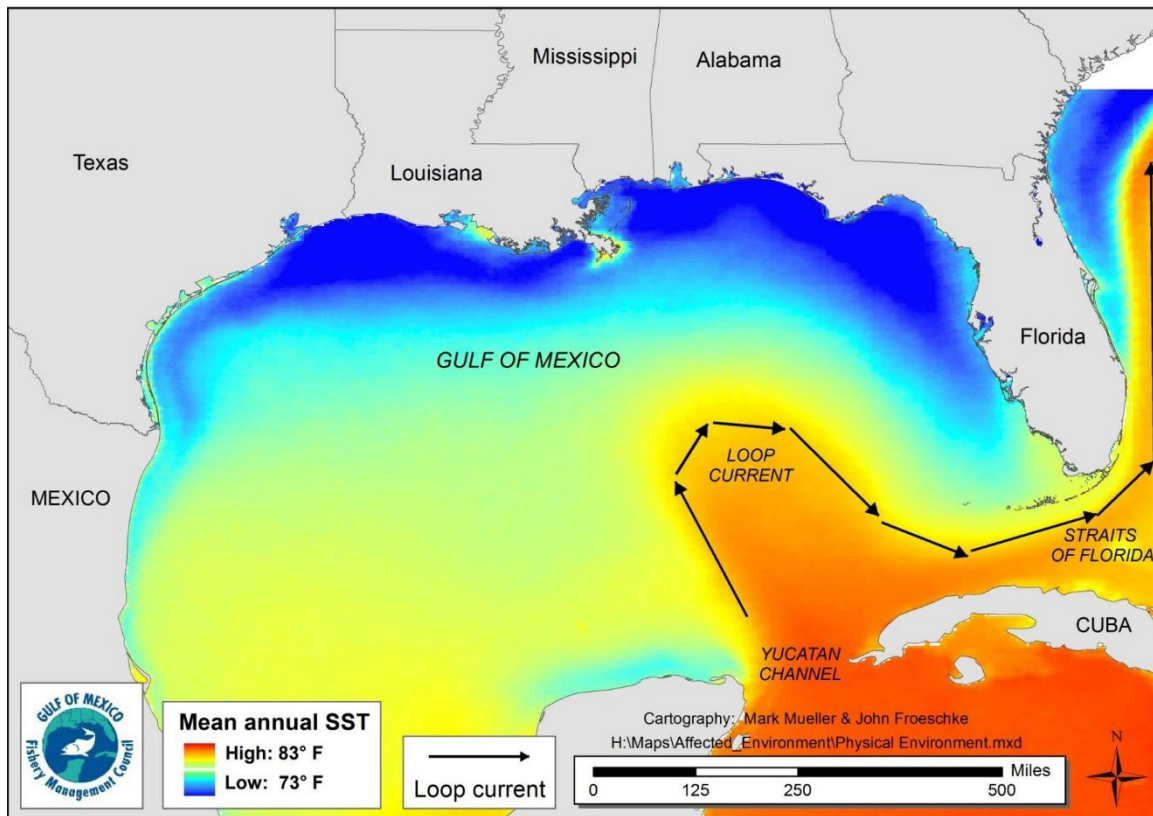 Mississippi
Alabama
Texas
Louisiana
Florida
GULF OF MEXICO
LOOP
CURRENT
MEXICO
STRAITS
OF FLORIDA
CUBA
YUCATAN
CHANNEL
GULF OF MEXICO
Fishery Management Council
Mean annual SST
High: 83° F
Low: 73° F
Loop current
Cartography: Mark Mueller & John Froeschke
H:\Maps\Affected_Environment\Physical Environment.mxd
Miles
0 125 250 500
N